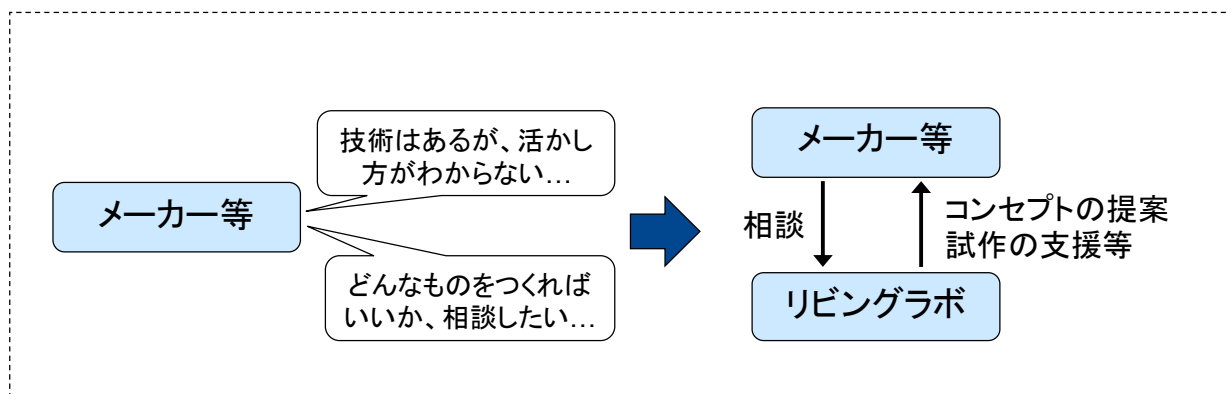 メーカー等
技術はあるが、活かし
方がわからない…
どんなものをつくれば
いいか、相談したい…
メーカー等
相談
コンセプトの提案
試作の支援等
リビングラボ